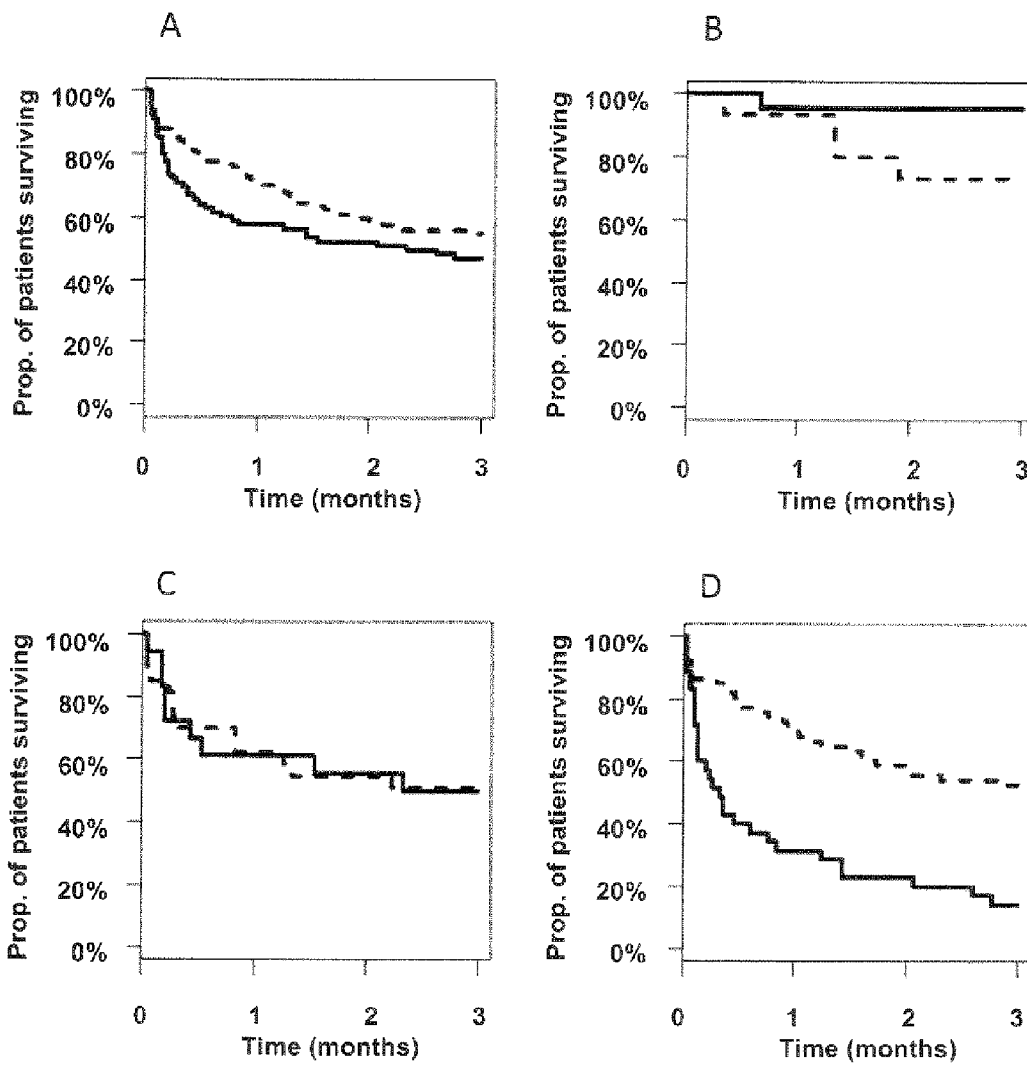 A
Prop. of patients surviving
100%
80%
60%
40%
20%
0%
0 1 2 3
Time (months)
B
Prop. of patients surviving
100%
80%
60%
40%
20%
0%
0 1 2 3
Time (months)
C
Prop. of patients surviving
100%
80%
60%
40%
20%
0%
0 1 2 3
Time (months)
D
Prop. of patients surviving
100%
80%
60%
40%
20%
0%
0 1 2 3
Time (months)